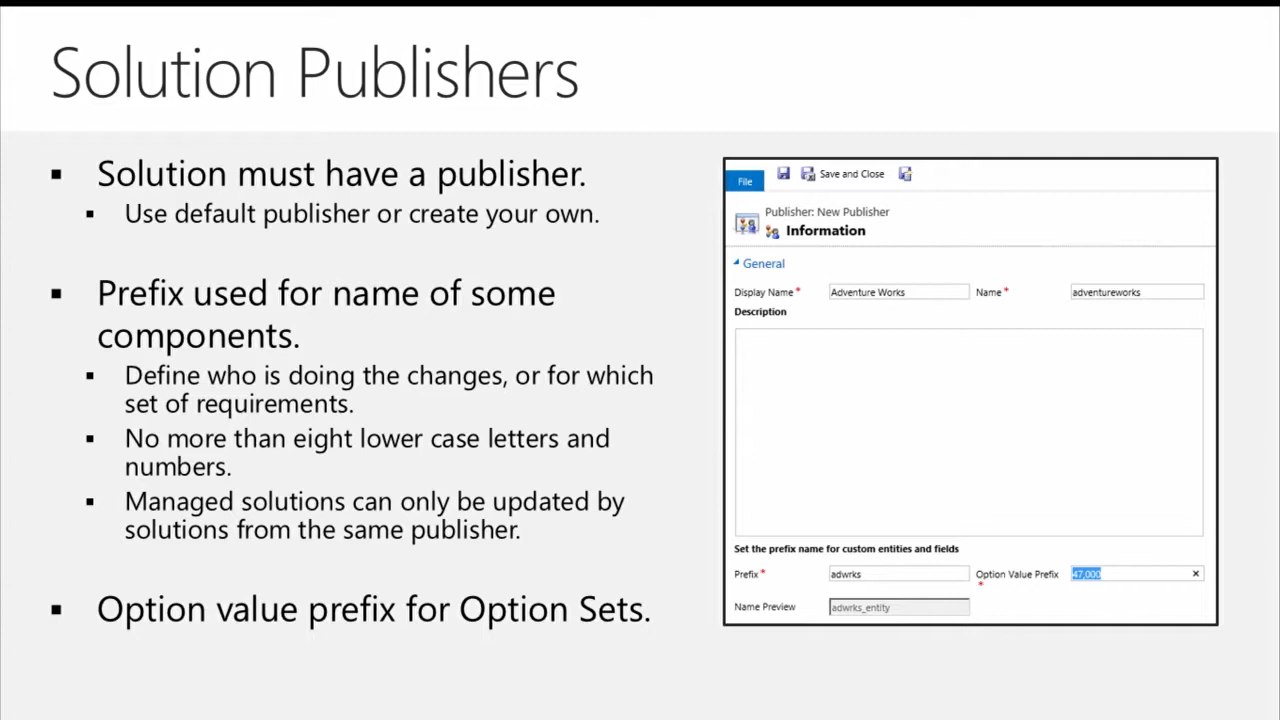 Solution Publishers
Solution must have a publisher.
Use default publisher or create your own.
Prefix used for name of some
components.
Define who is doing the changes, or for which
set of requirements.
No more than eight lower case letters and
numbers.
Managed solutions can only be updated by
solutions from the same publisher.
Option value prefix for Option Sets.
File
Save and Close
Publisher: New Publisher
Information
General
Display Name * Adventure Works Name * adventureworks
Description
Set the prefix name for custom entities and fields
Prefix * adwrks Option Value Prefix * 47,000
Name Preview adwrks_entity